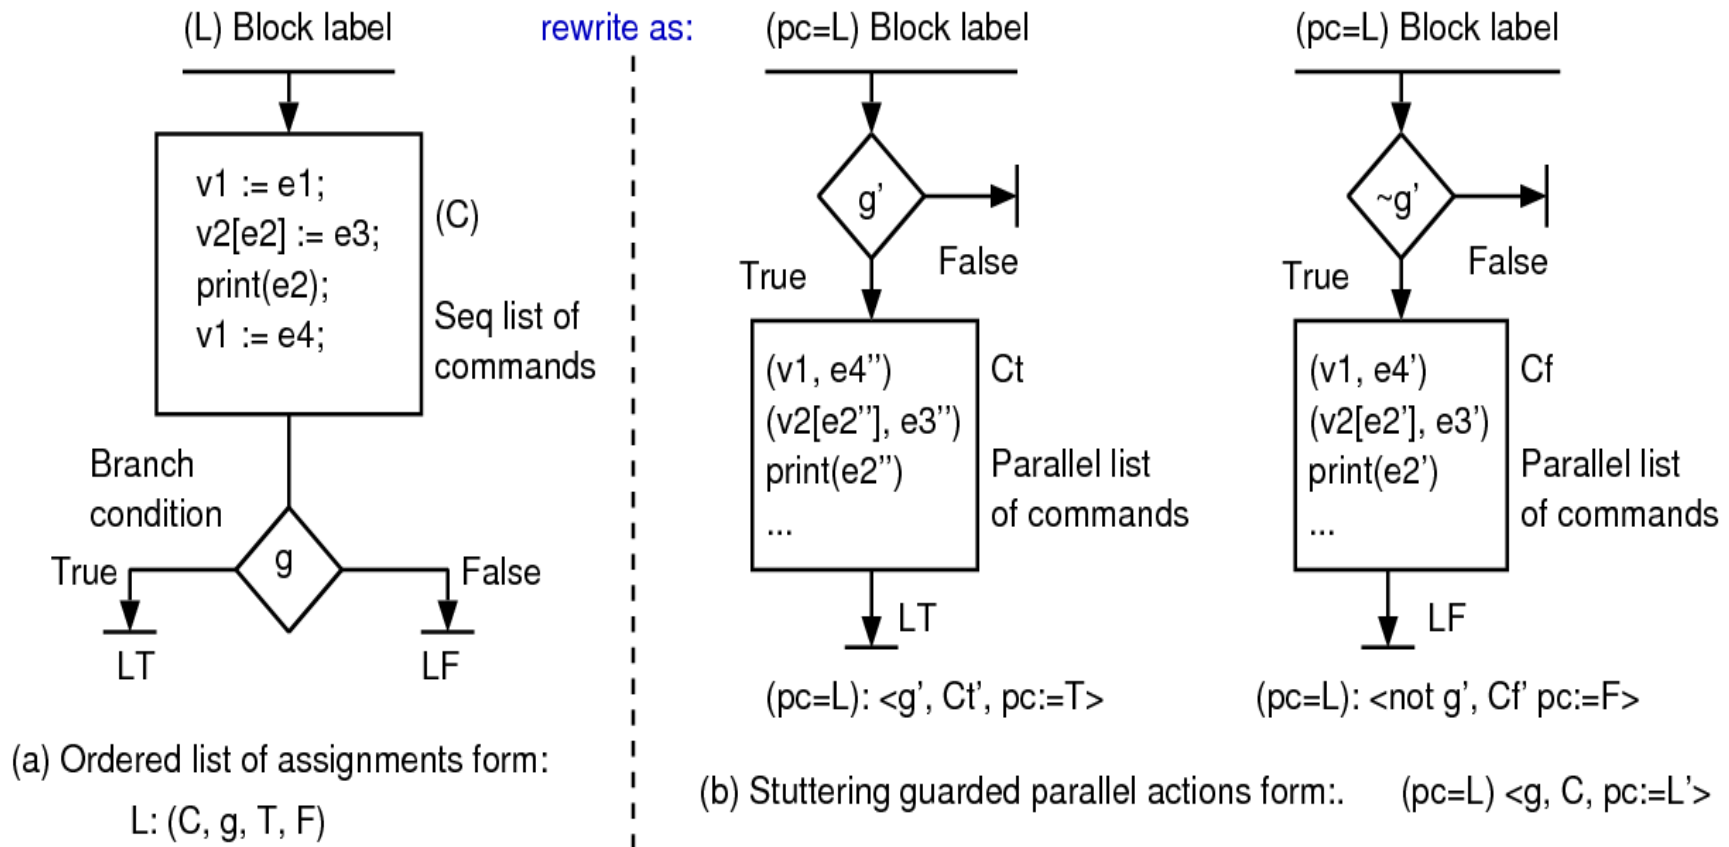 (L) Block label
rewrite as:
(pc=L) Block label
(pc=L) Block label
v1 := e1;
v2[e2] := e3;
print(e2);
v1 := e4;
(C)
Seq list of
commands
Branch
condition
g
True
False
LT
LF
(a) Ordered list of assignments form:
L: (C, g, T, F)
g’
True
False
(v1, e4’’)
(v2[e2’’], e3’’)
print(e2’’)
...
Ct
Parallel list
of commands
LT
(pc=L): <g’, Ct’, pc:=T>
~g’
True
False
(v1, e4’)
(v2[e2’], e3’)
print(e2’)
...
Cf
Parallel list
of commands
LF
(pc=L): <not g’, Cf’ pc:=F>
(b) Stuttering guarded parallel actions form:.
(pc=L) <g, C, pc:=L’>